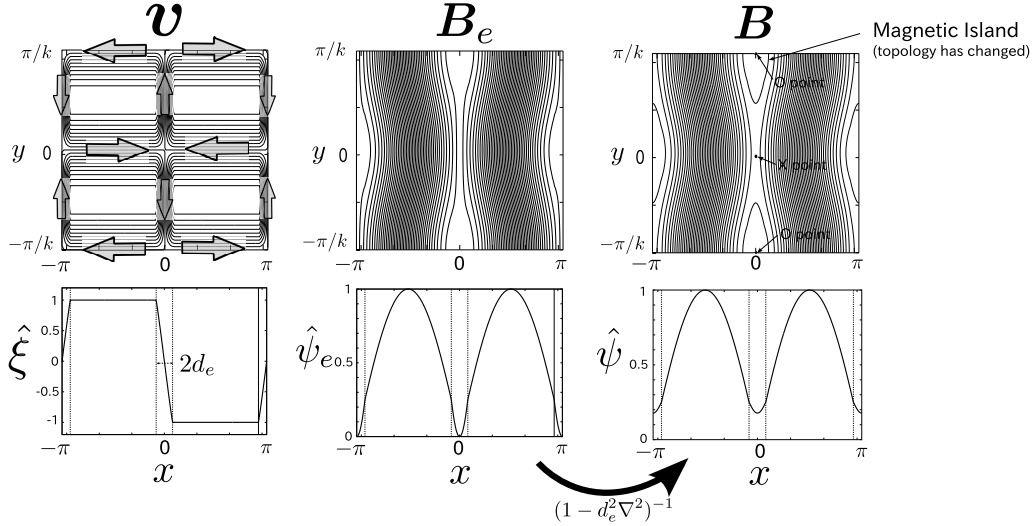 v
B_e
B
Magnetic Island
(topology has changed)
π/k
y 0
−π/k
−π 0 π
π/k
y 0
−π/k
−π 0 π
π/k
y 0
−π/k
−π 0 π
O point
X point
O point
1
0.5
ξ̂ 0
-0.5
-1
2d_e
−π 0 π
x
1
ψ̂_e 0.5
0
−π 0 π
x
1
ψ̂ 0.5
0
−π 0 π
x
(1 − d_e^2∇^2)^{−1}